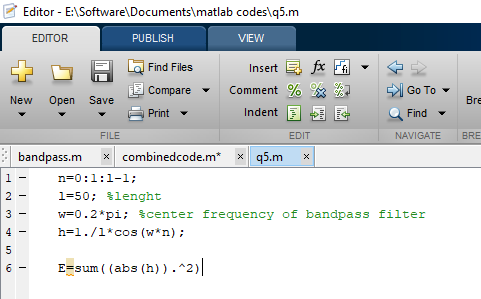 Editor - E:\Software\Documents\matlab codes\q5.m
EDITOR PUBLISH VIEW
New Open Save
Find Files
Compare
Print
FILE
Insert fx
Comment
Indent
EDIT
Go To
Find
NAVIGATE
Bre
BRE
bandpass.m × combinedcode.m* × q5.m ×
1 – n=0:1:l-1;
2 – l=50; %lenght
3 – w=0.2*pi; %center frequency of bandpass filter
4 – h=1./l*cos(w*n);
5
6 – E=sum((abs(h)).^2)